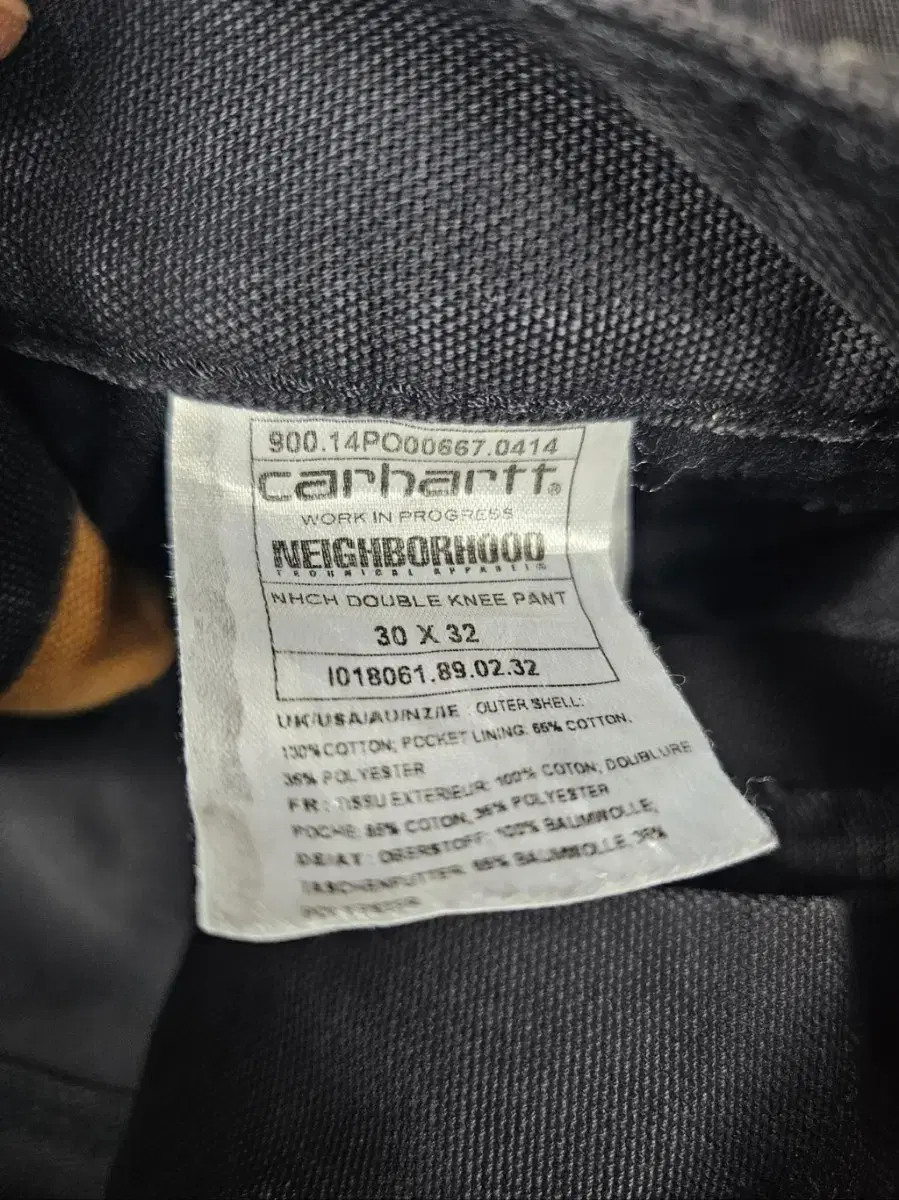 900.14PO00667.0414
carhartt®
WORK IN PROGRESS
NEIGHBORHOOD
TECHNICAL APPAREL®
NHCH DOUBLE KNEE PANT
30 X 32
I018061.89.02.32
UK/USA/AU/NZ/IE : OUTER SHELL:
100% COTTON; POCKET LINING: 65% COTTON,
35% POLYESTER
FR : TISSU EXTERIEUR: 100% COTON; DOUBLURE
POCHE: 65% COTON, 35% POLYESTER
DE/AT : OBERSTOFF: 100% BAUMWOLLE;
TASCHENFUTTER: 65% BAUMWOLLE, 35%
POLYESTER